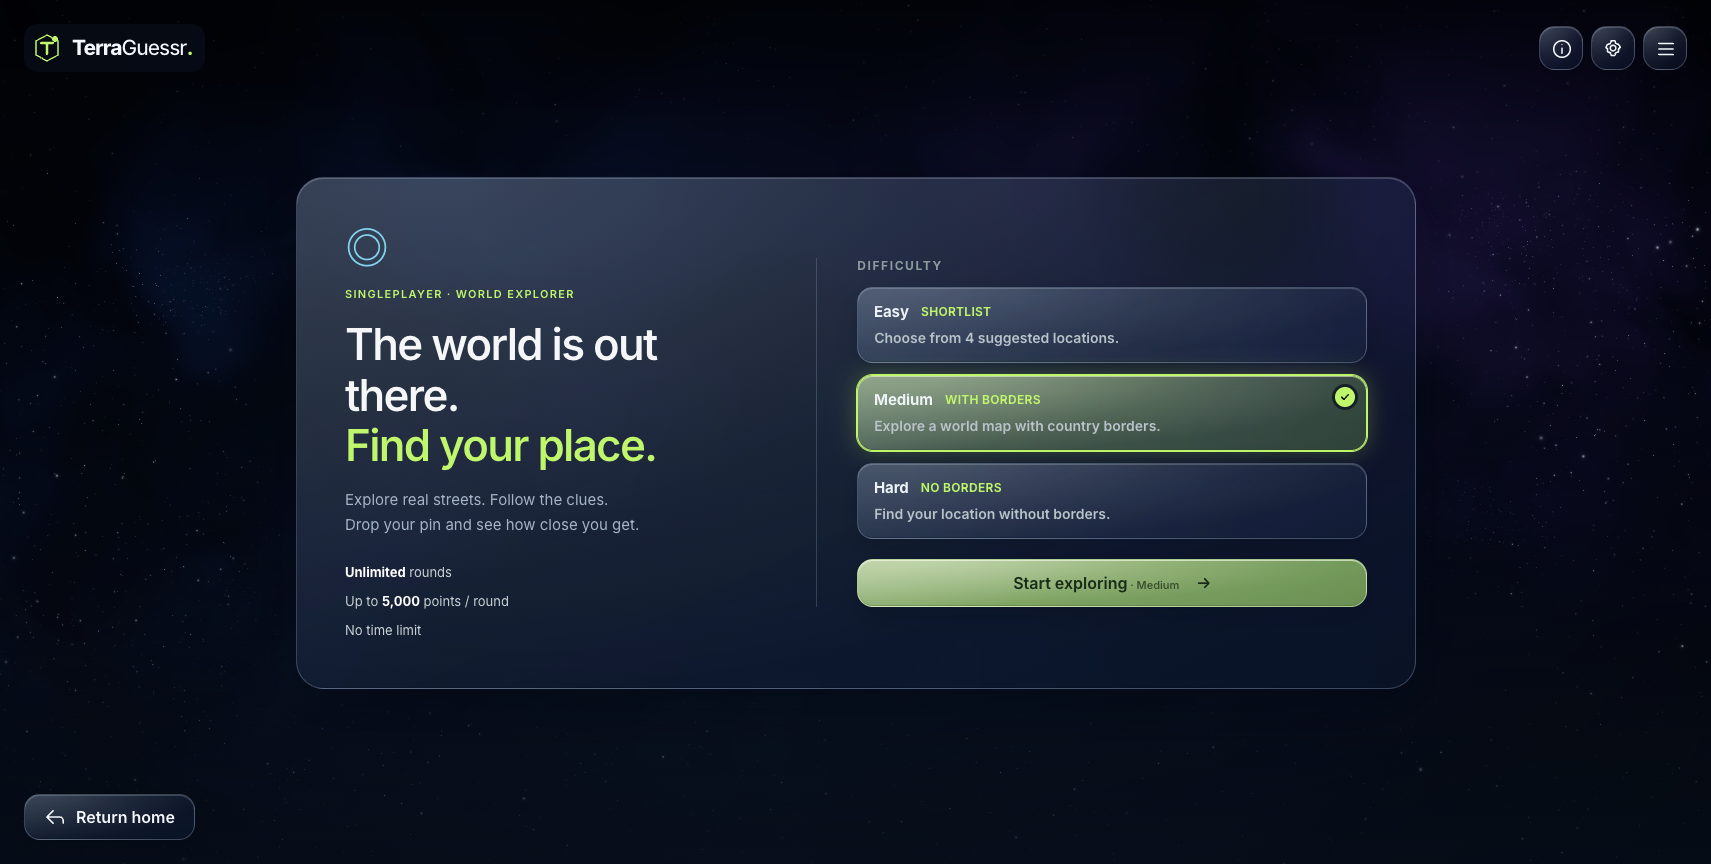 TerraGuessr.
SINGLEPLAYER · WORLD EXPLORER
The world is out
there.
Find your place.
Explore real streets. Follow the clues.
Drop your pin and see how close you get.
Unlimited rounds
Up to 5,000 points / round
No time limit
DIFFICULTY
Easy SHORTLIST
Choose from 4 suggested locations.
Medium WITH BORDERS
Explore a world map with country borders.
Hard NO BORDERS
Find your location without borders.
Start exploring · Medium →
Return home